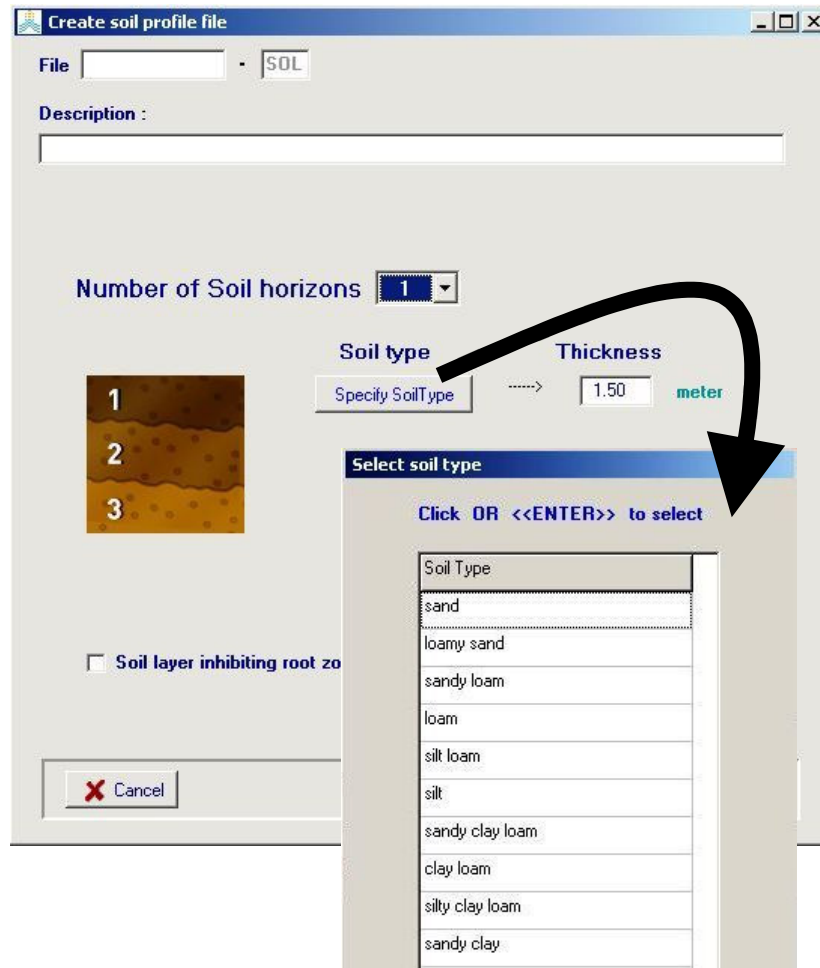 Create soil profile file
File . SOL
Description :
Number of Soil horizons 1
Soil type Thickness
Specify SoilType -----> 1.50 meter
1
2
3
Select soil type
Click OR <<ENTER>> to select
Soil Type
sand
loamy sand
sandy loam
loam
silt loam
silt
sandy clay loam
clay loam
silty clay loam
sandy clay
Soil layer inhibiting root zo
Cancel